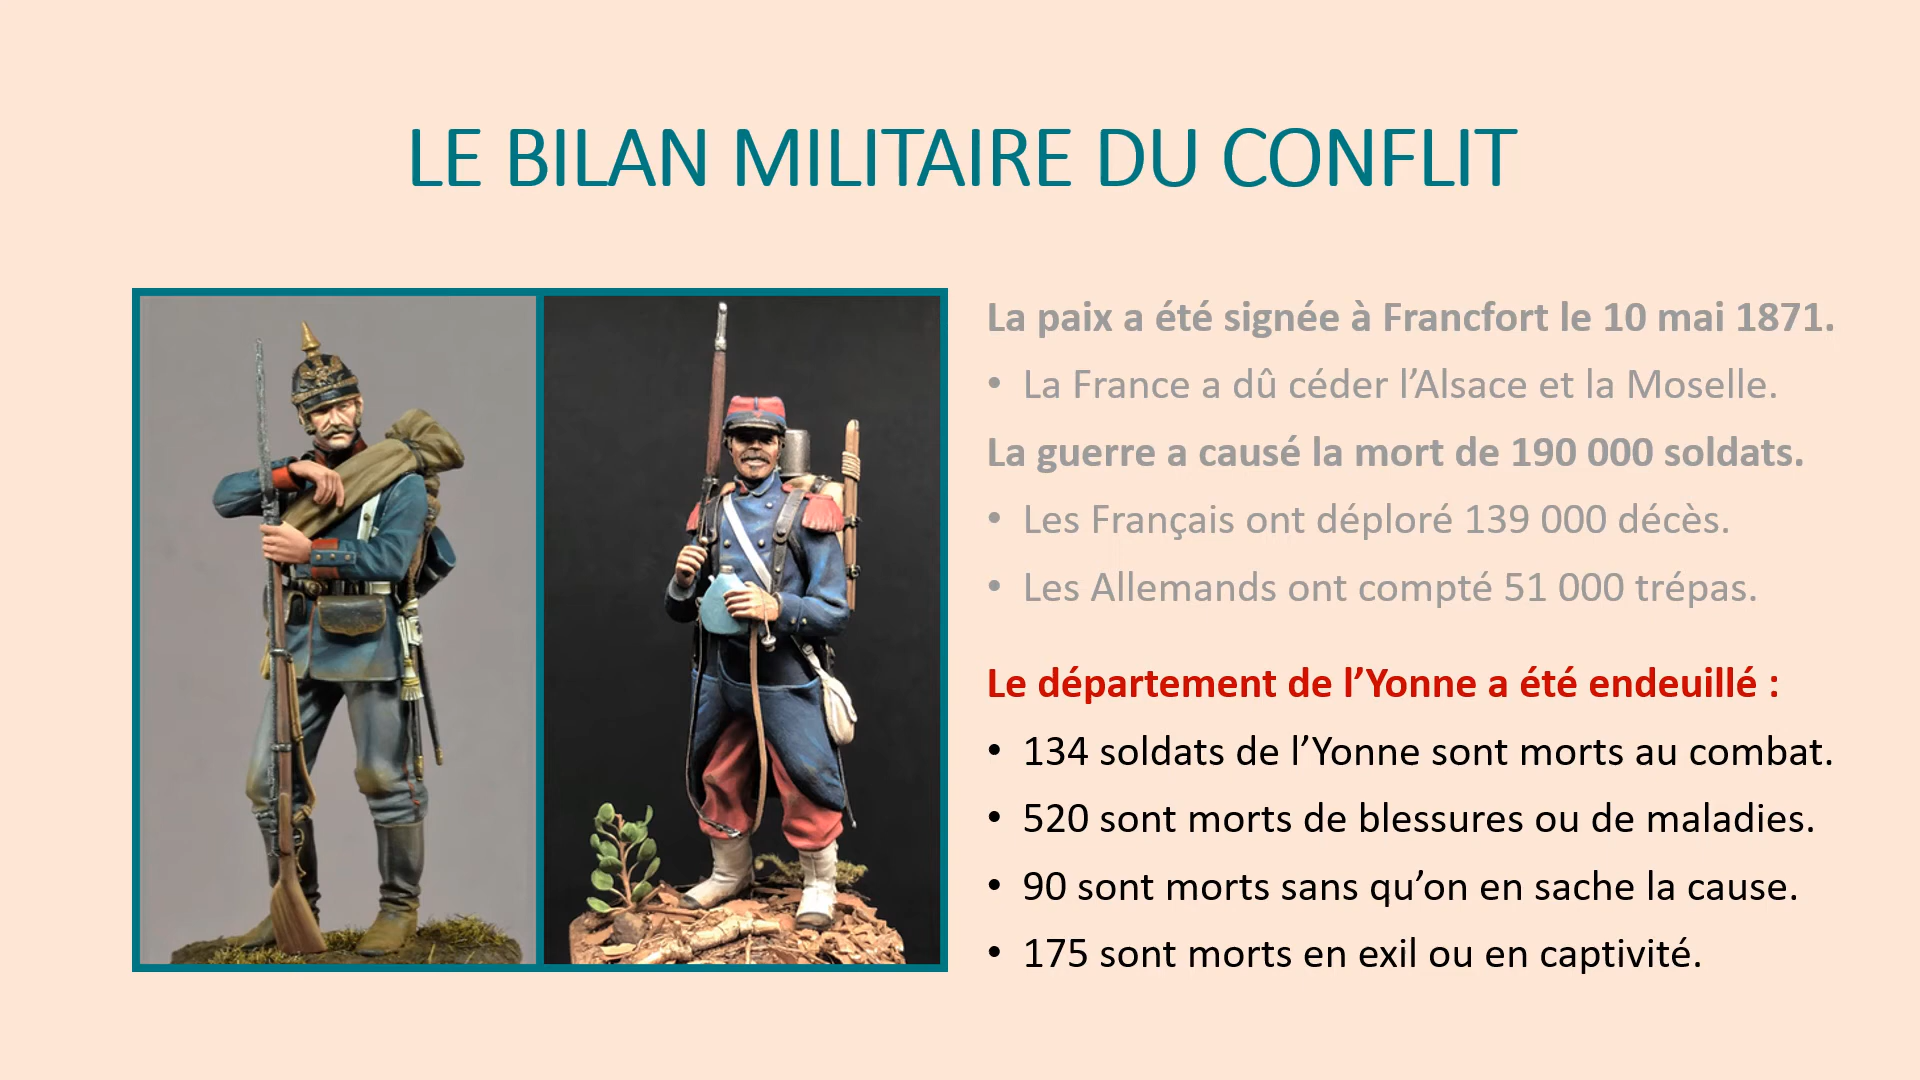 LE BILAN MILITAIRE DU CONFLIT
La paix a été signée à Francfort le 10 mai 1871.
• La France a dû céder l’Alsace et la Moselle.
La guerre a causé la mort de 190 000 soldats.
• Les Français ont déploré 139 000 décès.
• Les Allemands ont compté 51 000 trépas.
Le département de l’Yonne a été endeuillé :
• 134 soldats de l’Yonne sont morts au combat.
• 520 sont morts de blessures ou de maladies.
• 90 sont morts sans qu’on en sache la cause.
• 175 sont morts en exil ou en captivité.